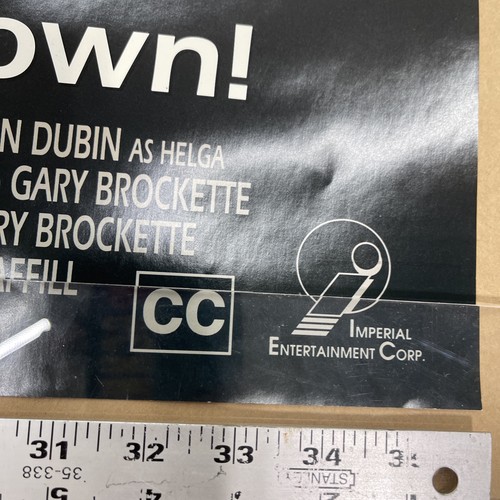 own!
N DUBIN AS HELGA
GARY BROCKETTE
RY BROCKETTE
AFFILL
CC
IMPERIAL
ENTERTAINMENT CORP.
31 32 33 34
35-338
STANLEY